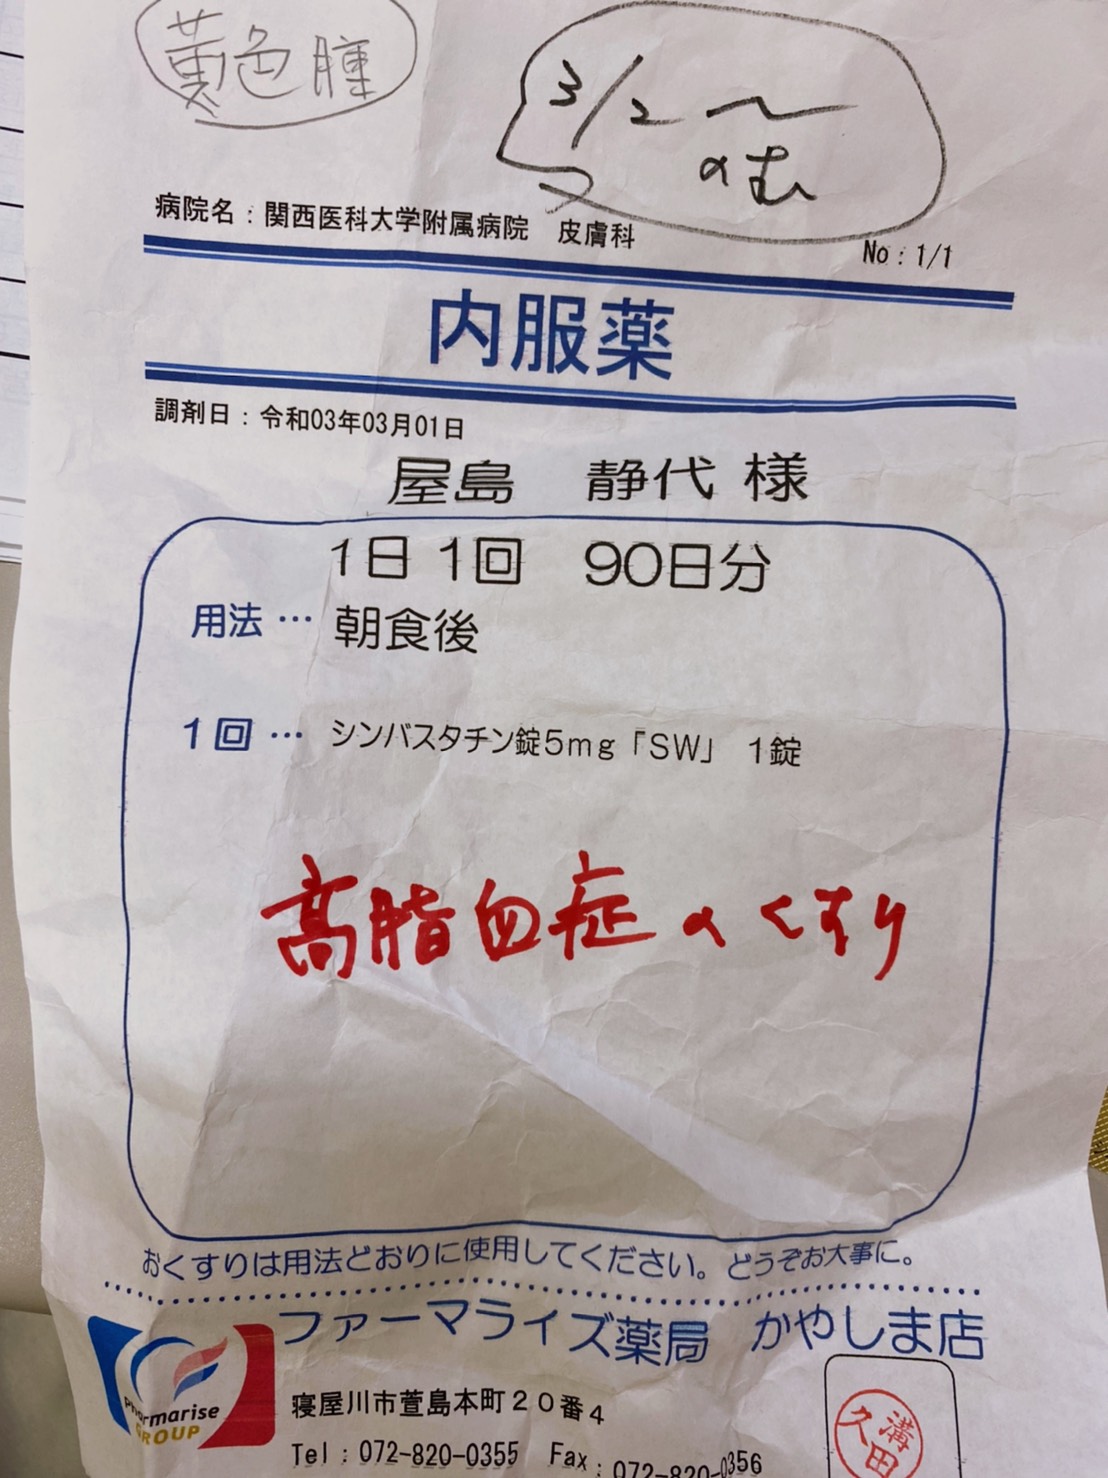 黄色腫
3/2～
のむ
病院名：関西医科大学附属病院　皮膚科
No：1/1
内服薬
調剤日：令和03年03月01日
屋島　静代 様
1日1回　90日分
用法…朝食後
1回…シンバスタチン錠5mg「SW」　1錠
高脂血症のくすり
おくすりは用法どおりに使用してください。どうぞお大事に。
ファーマライズ薬局　かやしま店
Pharmarise
GROUP
寝屋川市萱島本町２０番４
Tel：072-820-0355　Fax：072-820-0356
溝
久田